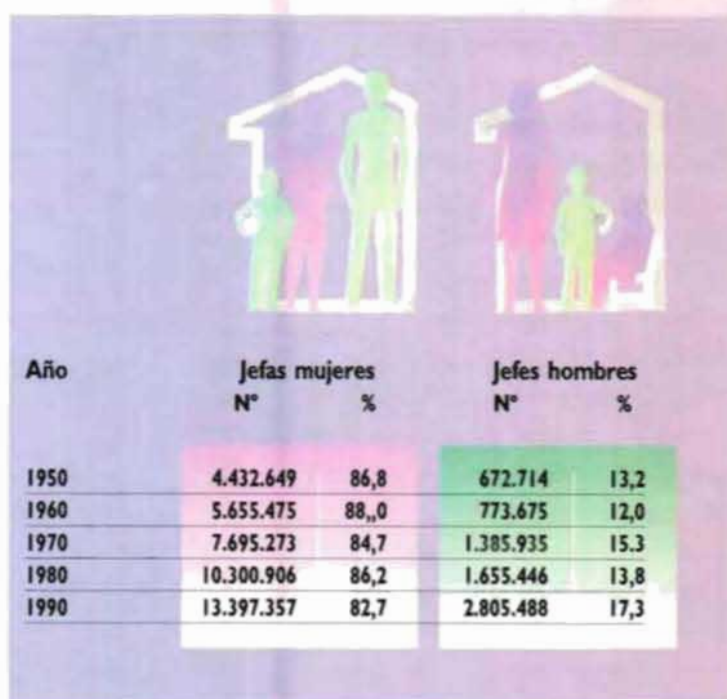 Año Jefas mujeres Jefes hombres
N° % N° %
1950 4.432.649 86,8 672.714 13,2
1960 5.655.475 88,,0 773.675 12,0
1970 7.695.273 84,7 1.385.935 15.3
1980 10.300.906 86,2 1.655.446 13,8
1990 13.397.357 82,7 2.805.488 17,3